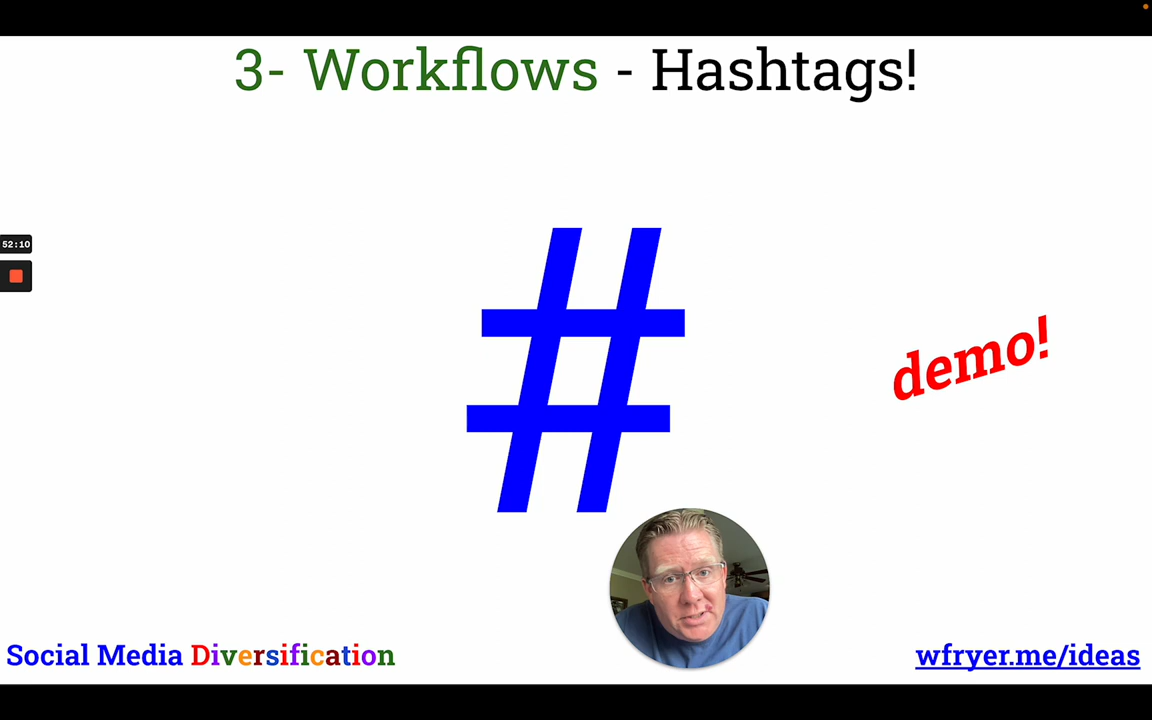 3- Workflows - Hashtags!
52:10
#
demo!
Social Media Diversification
wfryer.me/ideas